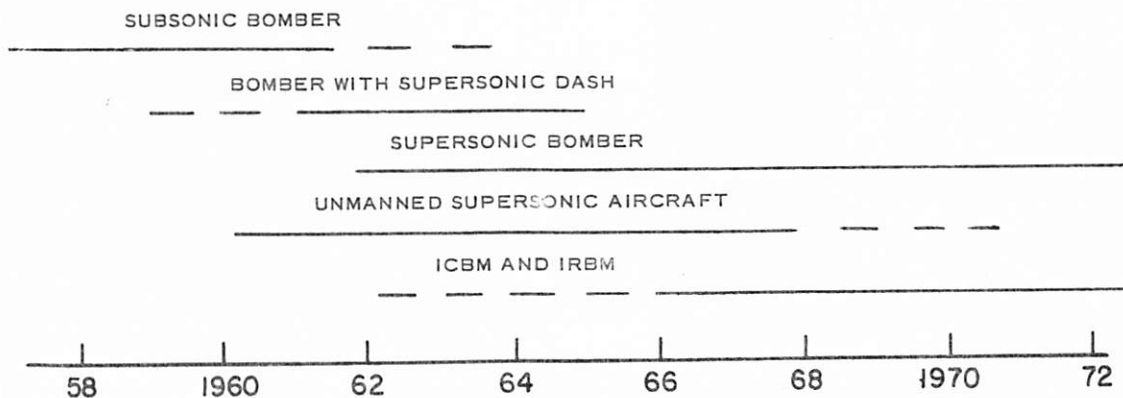 SUBSONIC BOMBER
BOMBER WITH SUPERSONIC DASH
SUPERSONIC BOMBER
UNMANNED SUPERSONIC AIRCRAFT
ICBM AND IRBM
58 1960 62 64 66 68 1970 72